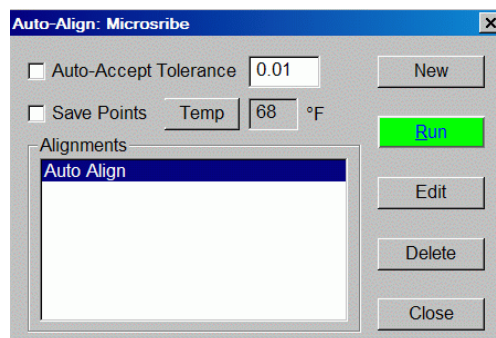 Auto-Align: Microsribe
Auto-Accept Tolerance 0.01 New
Save Points Temp 68 °F Run
Alignments
Auto Align
Edit
Delete
Close